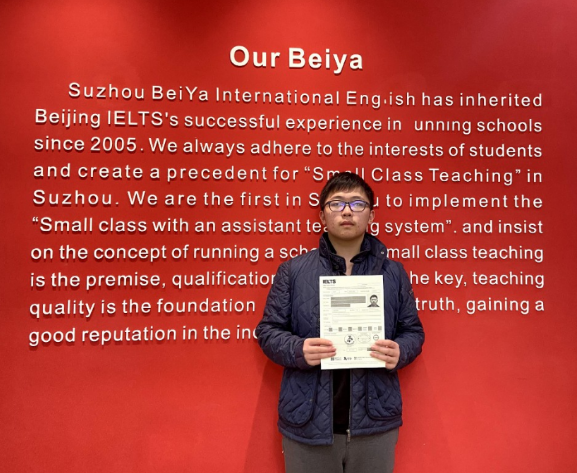 Our Beiya
Suzhou BeiYa International Eng ish has inherited
Beijing IELTS's successful experience in unning schools
since 2005. We always adhere to the interests of students
and create a precedent for “Small Class Teaching” in
Suzhou. We are the first in S u to implement the
“Small class with an assistant te ng system”. and insist
on the concept of running a scho mall class teaching
is the premise, qualification he key, teaching
quality is the foundation truth, gaining a
good reputation in the in
IELTS